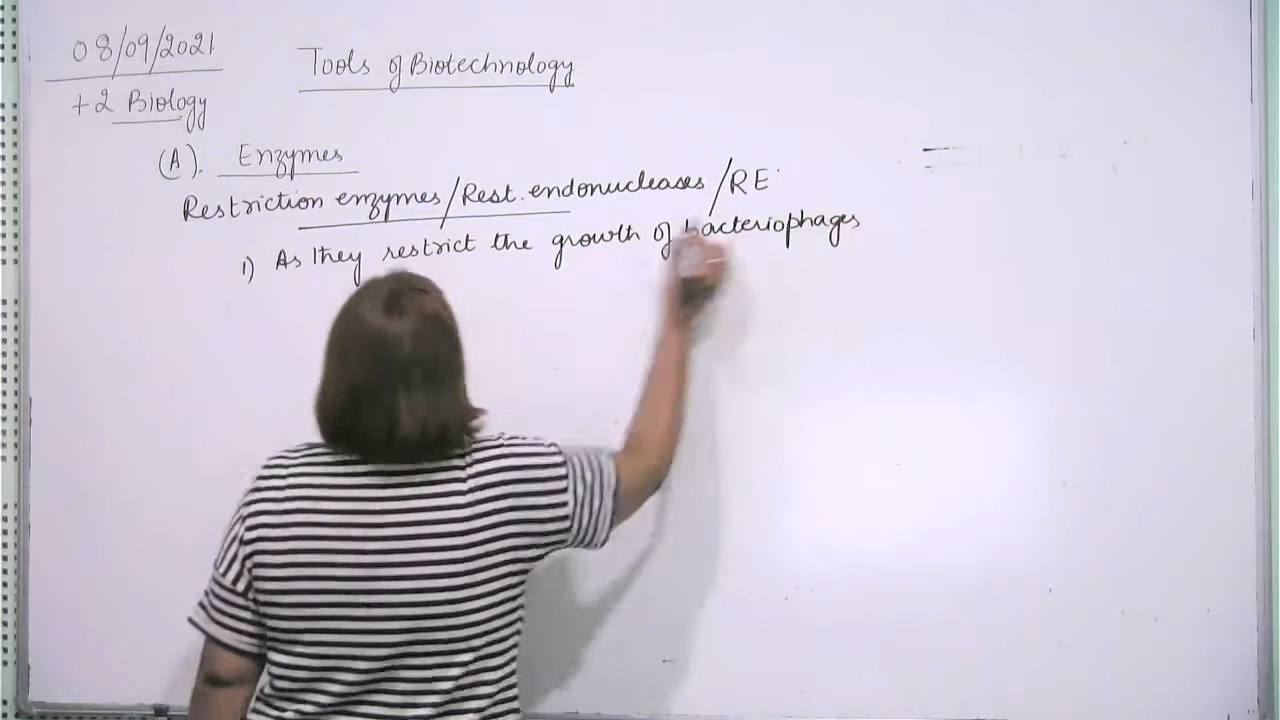 08/09/2021
+2 Biology
Tools of Biotechnology
(A). Enzymes
Restriction enzymes/Rest. endonucleases/RE
1) As they restrict the growth of bacteriophages